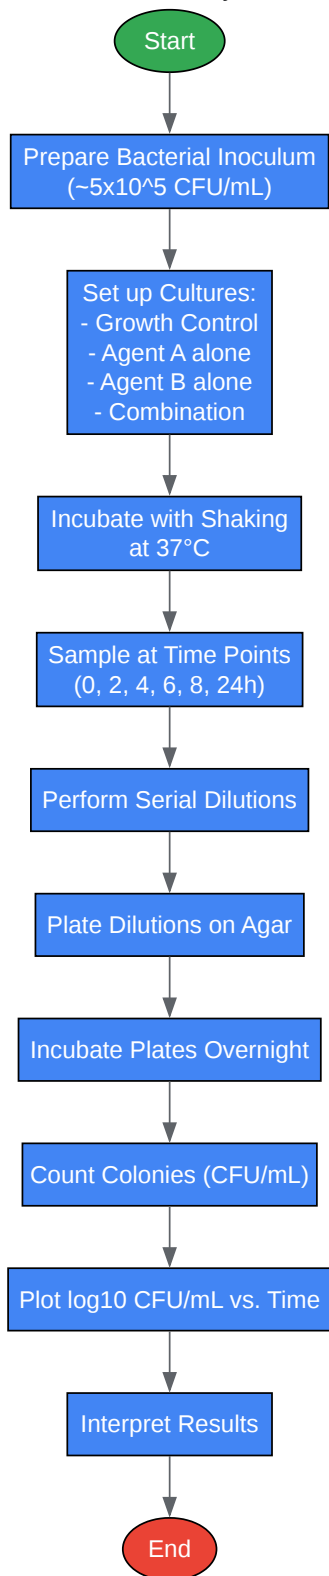 Start
Prepare Bacterial Inoculum
(~5x10^5 CFU/mL)
Set up Cultures:
- Growth Control
- Agent A alone
- Agent B alone
- Combination
Incubate with Shaking
at 37°C
Sample at Time Points
(0, 2, 4, 6, 8, 24h)
Perform Serial Dilutions
Plate Dilutions on Agar
Incubate Plates Overnight
Count Colonies (CFU/mL)
Plot log10 CFU/mL vs. Time
Interpret Results
End